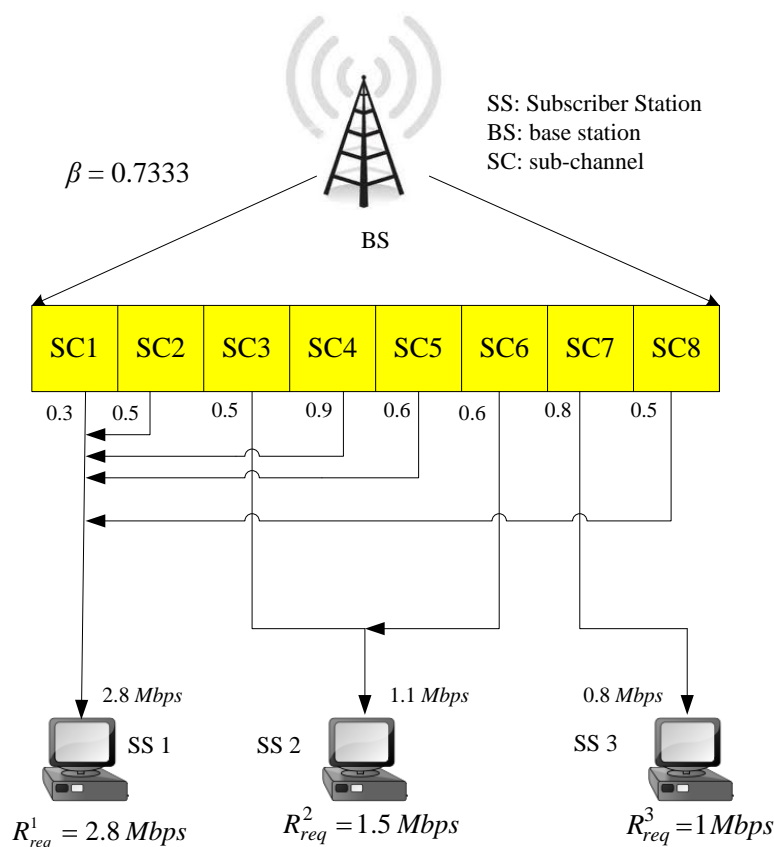 SS: Subscriber Station
BS: base station
SC: sub-channel
β = 0.7333
BS
SC1 SC2 SC3 SC4 SC5 SC6 SC7 SC8
0.3 0.5 0.5 0.9 0.6 0.6 0.8 0.5
2.8 Mbps 1.1 Mbps 0.8 Mbps
SS 1 SS 2 SS 3
R¹req = 2.8 Mbps R²req = 1.5 Mbps R³req = 1 Mbps